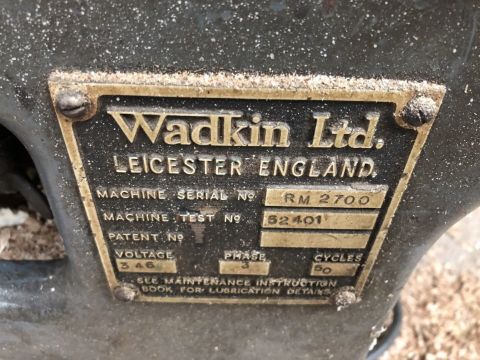 Wadkin Ltd.
LEICESTER ENGLAND.
MACHINE SERIAL Nº RM 2700
MACHINE TEST Nº 52401
PATENT Nº
VOLTAGE PHASE CYCLES
346 3 50
SEE MAINTENANCE INSTRUCTION
BOOK FOR LUBRICATION DETAILS